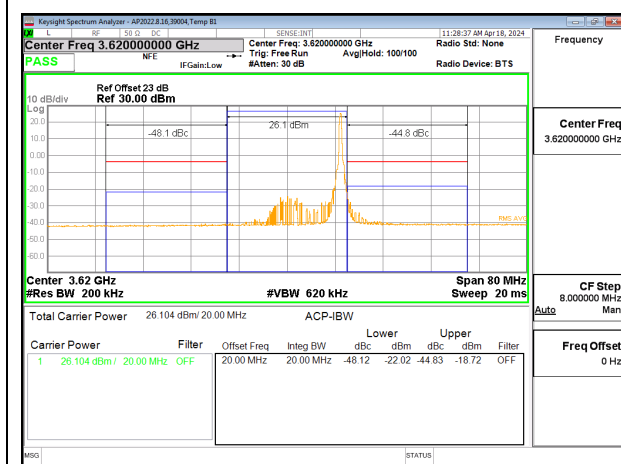 Keysight Spectrum Analyzer - AP2022.8.16,39004,Temp B1
LXI L RF 50 Ω DC SENSE:INT 11:28:37 AM Apr 18, 2024
Center Freq 3.620000000 GHz
NFE
PASS
IFGain:Low
Center Freq: 3.620000000 GHz
Trig: Free Run Avg|Hold: 100/100
#Atten: 30 dB
Radio Std: None
Radio Device: BTS
Ref Offset 23 dB
10 dB/div Ref 30.00 dBm
Log
20.0
10.0
0.00
-10.0
-20.0
-30.0
-40.0
-50.0
-60.0
-48.1 dBc
26.1 dBm
-44.8 dBc
RMS AVG
Center 3.62 GHz Span 80 MHz
#Res BW 200 kHz #VBW 620 kHz Sweep 20 ms
Total Carrier Power 26.104 dBm/ 20.00 MHz ACP-IBW
Lower Upper
Carrier Power Filter Offset Freq Integ BW dBc dBm dBc dBm Filter
1 26.104 dBm / 20.00 MHz OFF 20.00 MHz 20.00 MHz -48.12 -22.02 -44.83 -18.72 OFF
MSG STATUS
Frequency
Center Freq
3.620000000 GHz
CF Step
8.000000 MHz
Auto Man
Freq Offset
0 Hz